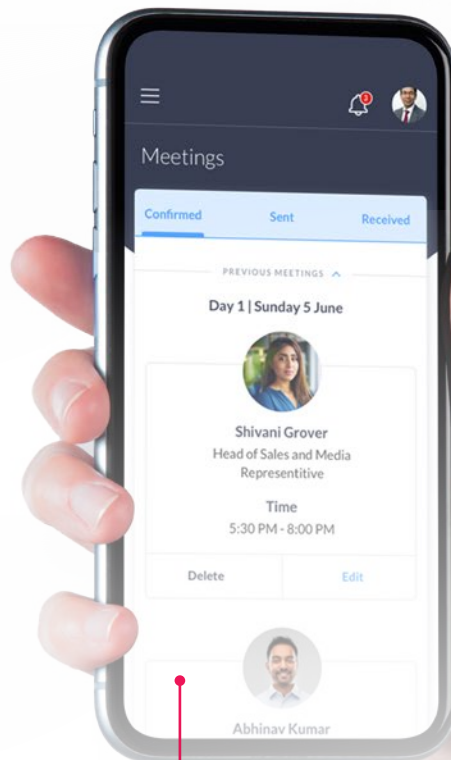 3
Meetings
Confirmed Sent Received
PREVIOUS MEETINGS
Day 1 | Sunday 5 June
Shivani Grover
Head of Sales and Media
Representitive
Time
5:30 PM - 8:00 PM
Delete Edit
Abhinav Kumar